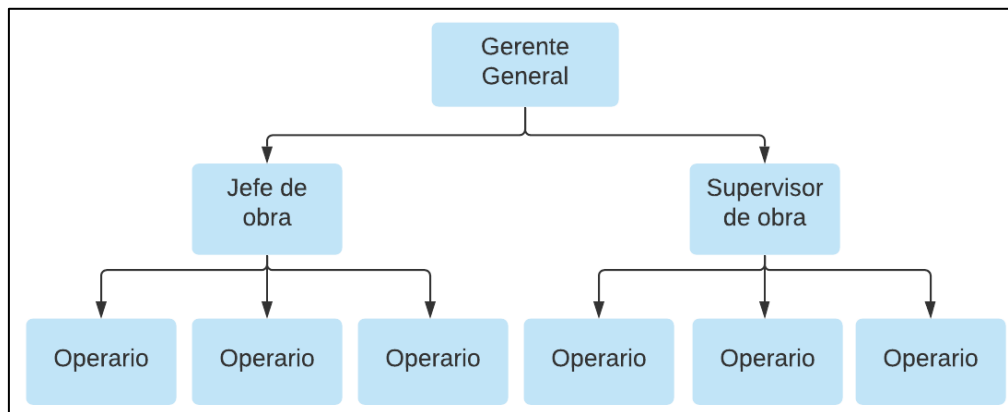 Gerente
General
Jefe de
obra
Supervisor
de obra
Operario
Operario
Operario
Operario
Operario
Operario